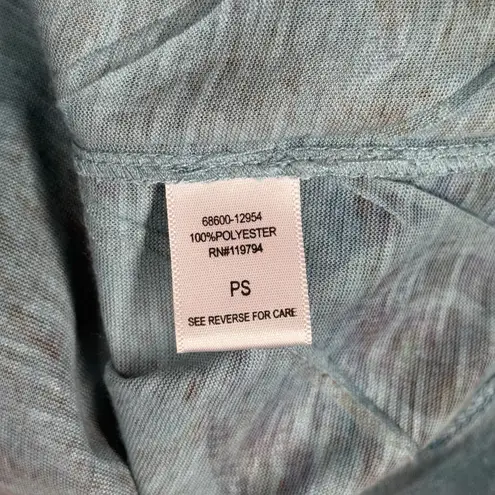 68600-12954
100%POLYESTER
RN#119794
PS
SEE REVERSE FOR CARE